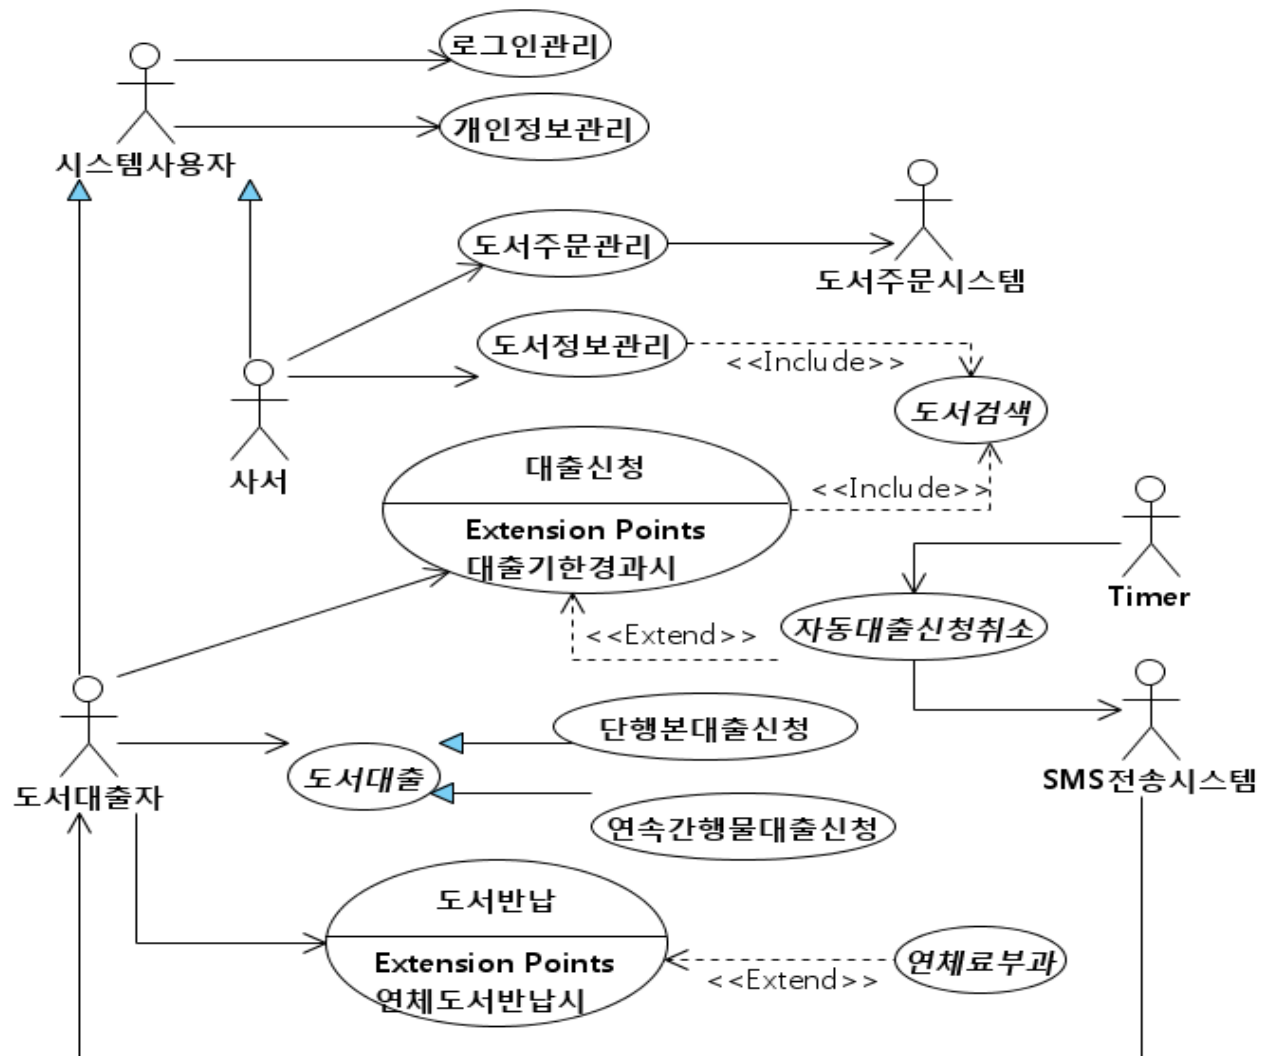 로그인관리
개인정보관리
시스템사용자
도서주문관리
도서주문시스템
도서정보관리
<<Include>>
도서검색
사서
대출신청
<<Include>>
Extension Points
대출기한경과시
Timer
자동대출신청취소
<<Extend>>
단행본대출신청
도서대출
SMS전송시스템
도서대출자
연속간행물대출신청
도서반납
Extension Points
연체도서반납시
<<Extend>>
연체료부과